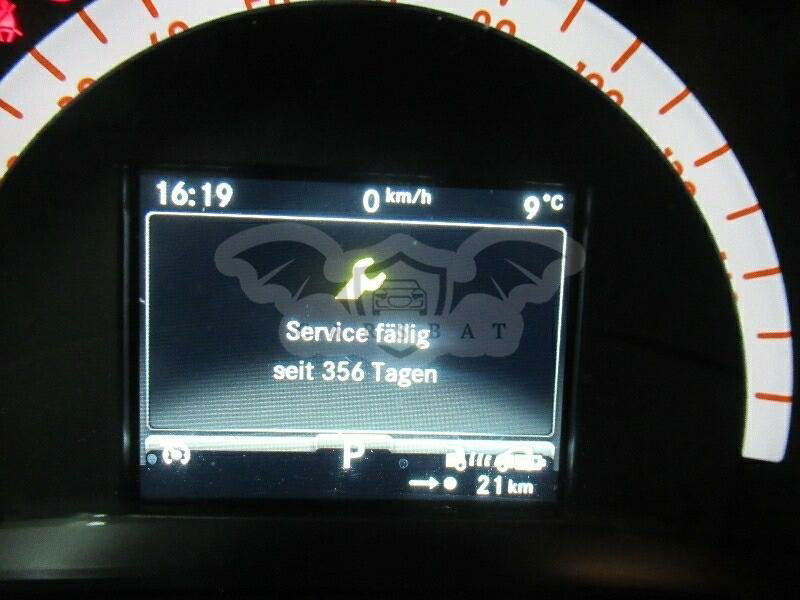 16:19 0 km/h 9°C
Service fällig
seit 356 Tagen
P
21 km